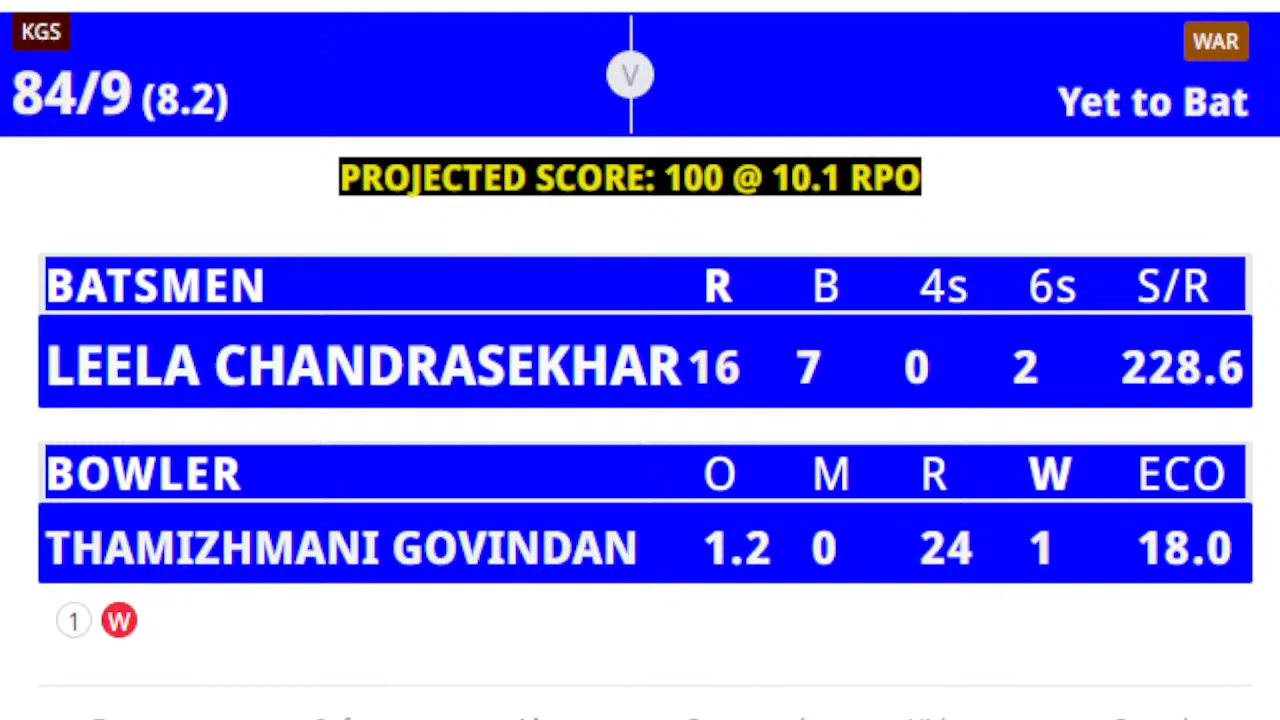 KGS
84/9 (8.2)
V
WAR
Yet to Bat
PROJECTED SCORE: 100 @ 10.1 RPO
BATSMEN R B 4s 6s S/R
LEELA CHANDRASEKHAR 16 7 0 2 228.6
BOWLER O M R W ECO
THAMIZHMANI GOVINDAN 1.2 0 24 1 18.0
1 W